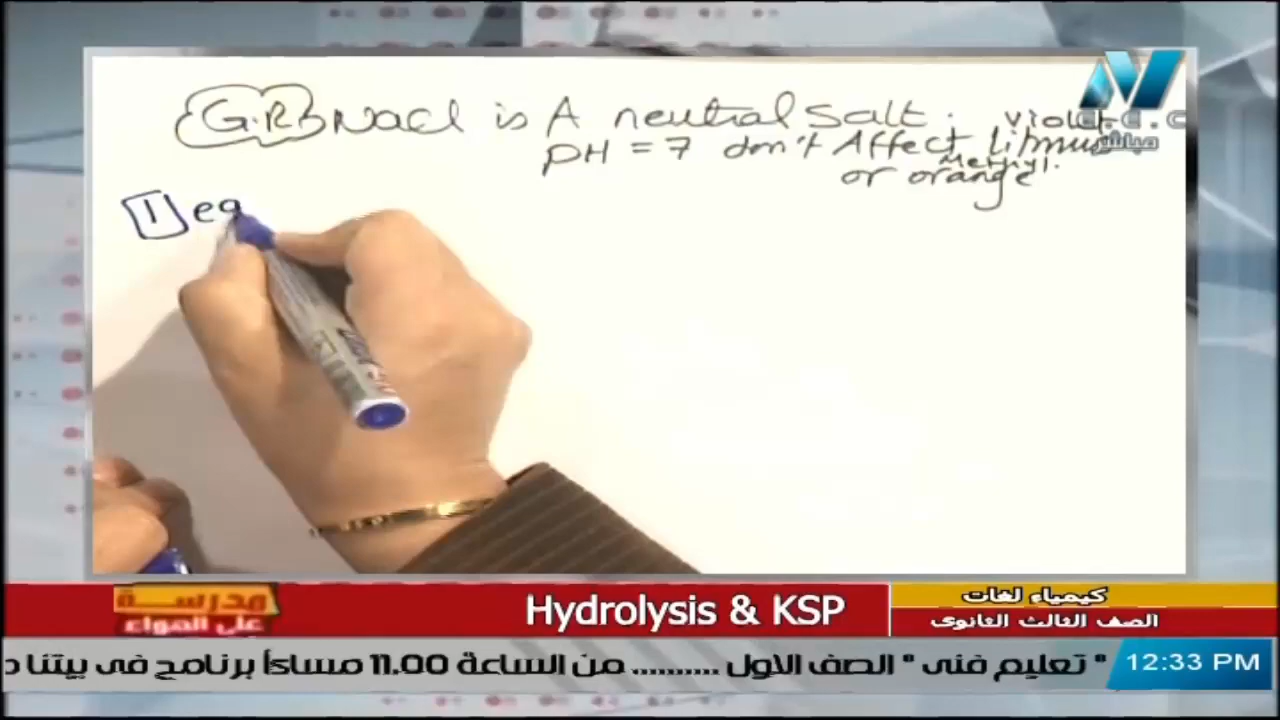 G.R NaCl is A neutral salt. Violet
pH = 7 don't Affect litmus
مباشر
Methyl.
or orange
1 eq
مدرسة
على الهواء
Hydrolysis & KSP
كيمياء لغات
الصف الثالث الثانوى
" تعليم فنى " الصف الاول .......... من الساعة 11.00 مساءاً برنامج فى بيتنا
12:33 PM